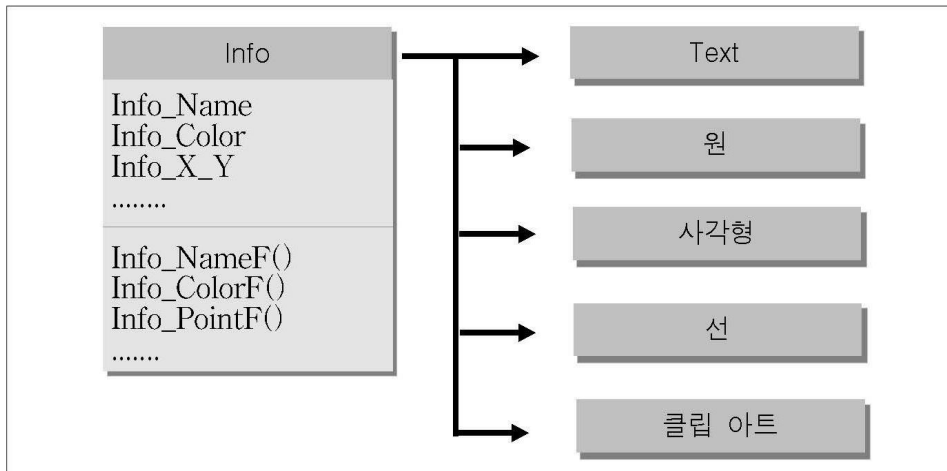 Info
Info_Name
Info_Color
Info_X_Y
........
Info_NameF()
Info_ColorF()
Info_PointF()
.......
Text
원
사각형
선
클립 아트